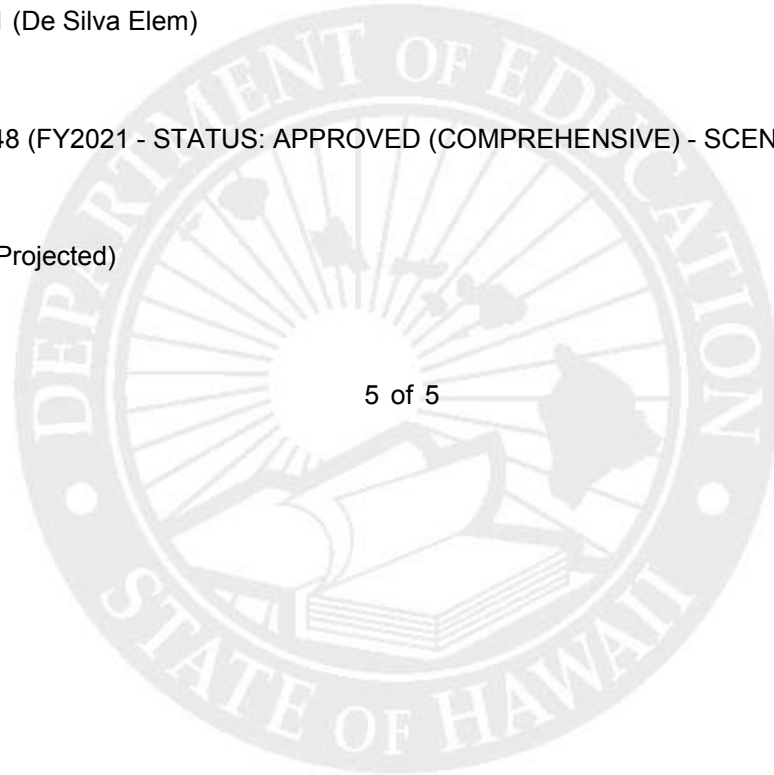 (De Silva Elem)
48 (FY2021 - STATUS: APPROVED (COMPREHENSIVE) - SCEN
Projected)
5 of 5
DEPARTMENT OF EDUCATION
STATE OF HAWAII